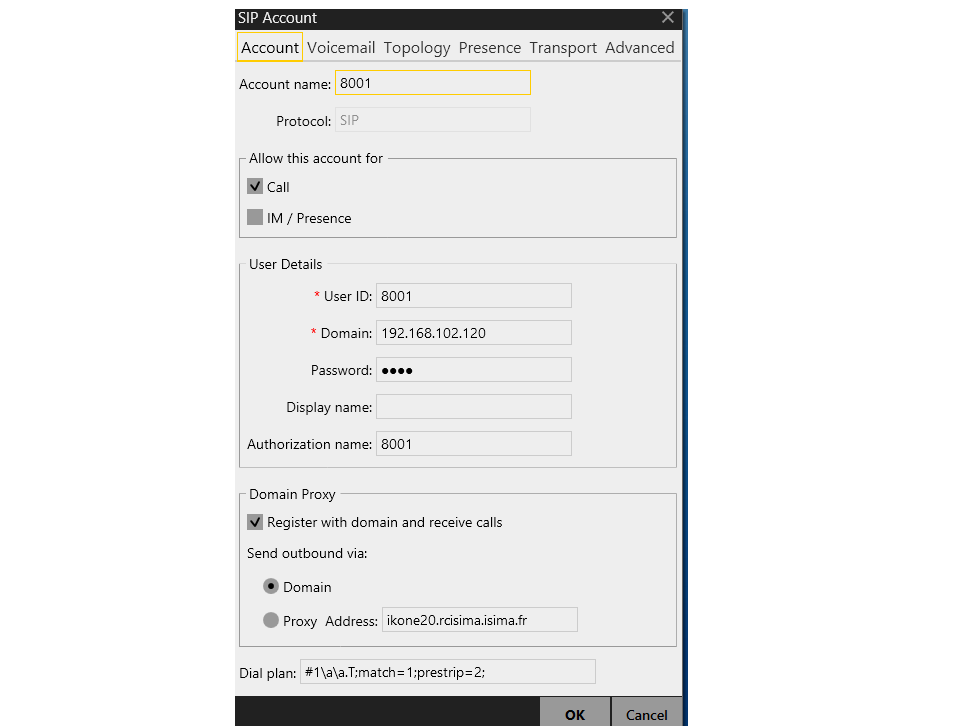 SIP Account
Account Voicemail Topology Presence Transport Advanced
Account name: 8001
Protocol: SIP
Allow this account for
Call
IM / Presence
User Details
* User ID: 8001
* Domain: 192.168.102.120
Password: ●●●●
Display name:
Authorization name: 8001
Domain Proxy
Register with domain and receive calls
Send outbound via:
Domain
Proxy Address: ikone20.rcisima.isima.fr
Dial plan: #1\a\a.T;match=1;prestrip=2;
OK Cancel